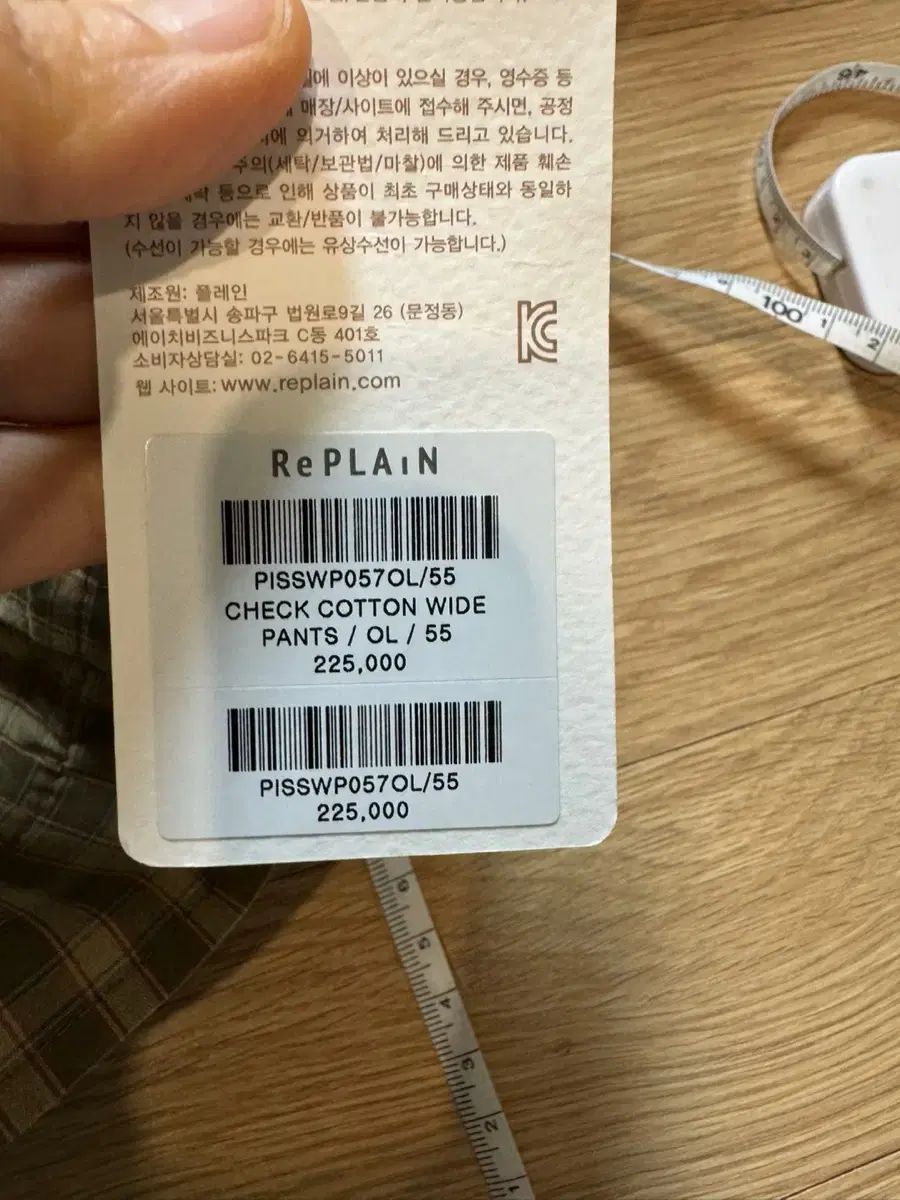 에 이상이 있으실 경우, 영수증 등
매장/사이트에 접수해 주시면, 공정
에 의거하여 처리해 드리고 있습니다.
주의(세탁/보관법/마찰)에 의한 제품 훼손
등으로 인해 상품이 최초 구매상태와 동일하
지 않을 경우에는 교환/반품이 불가능합니다.
(수선이 가능할 경우에는 유상수선이 가능합니다.)
제조원: 플레인
서울특별시 송파구 법원로9길 26 (문정동)
에이치비즈니스파크 C동 401호
소비자상담실: 02-6415-5011
웹 사이트: www.replain.com
KC
RePLAiN
PISSWP057OL/55
CHECK COTTON WIDE
PANTS / OL / 55
225,000
PISSWP057OL/55
225,000
100 1 2
6
5
4
3
2
1